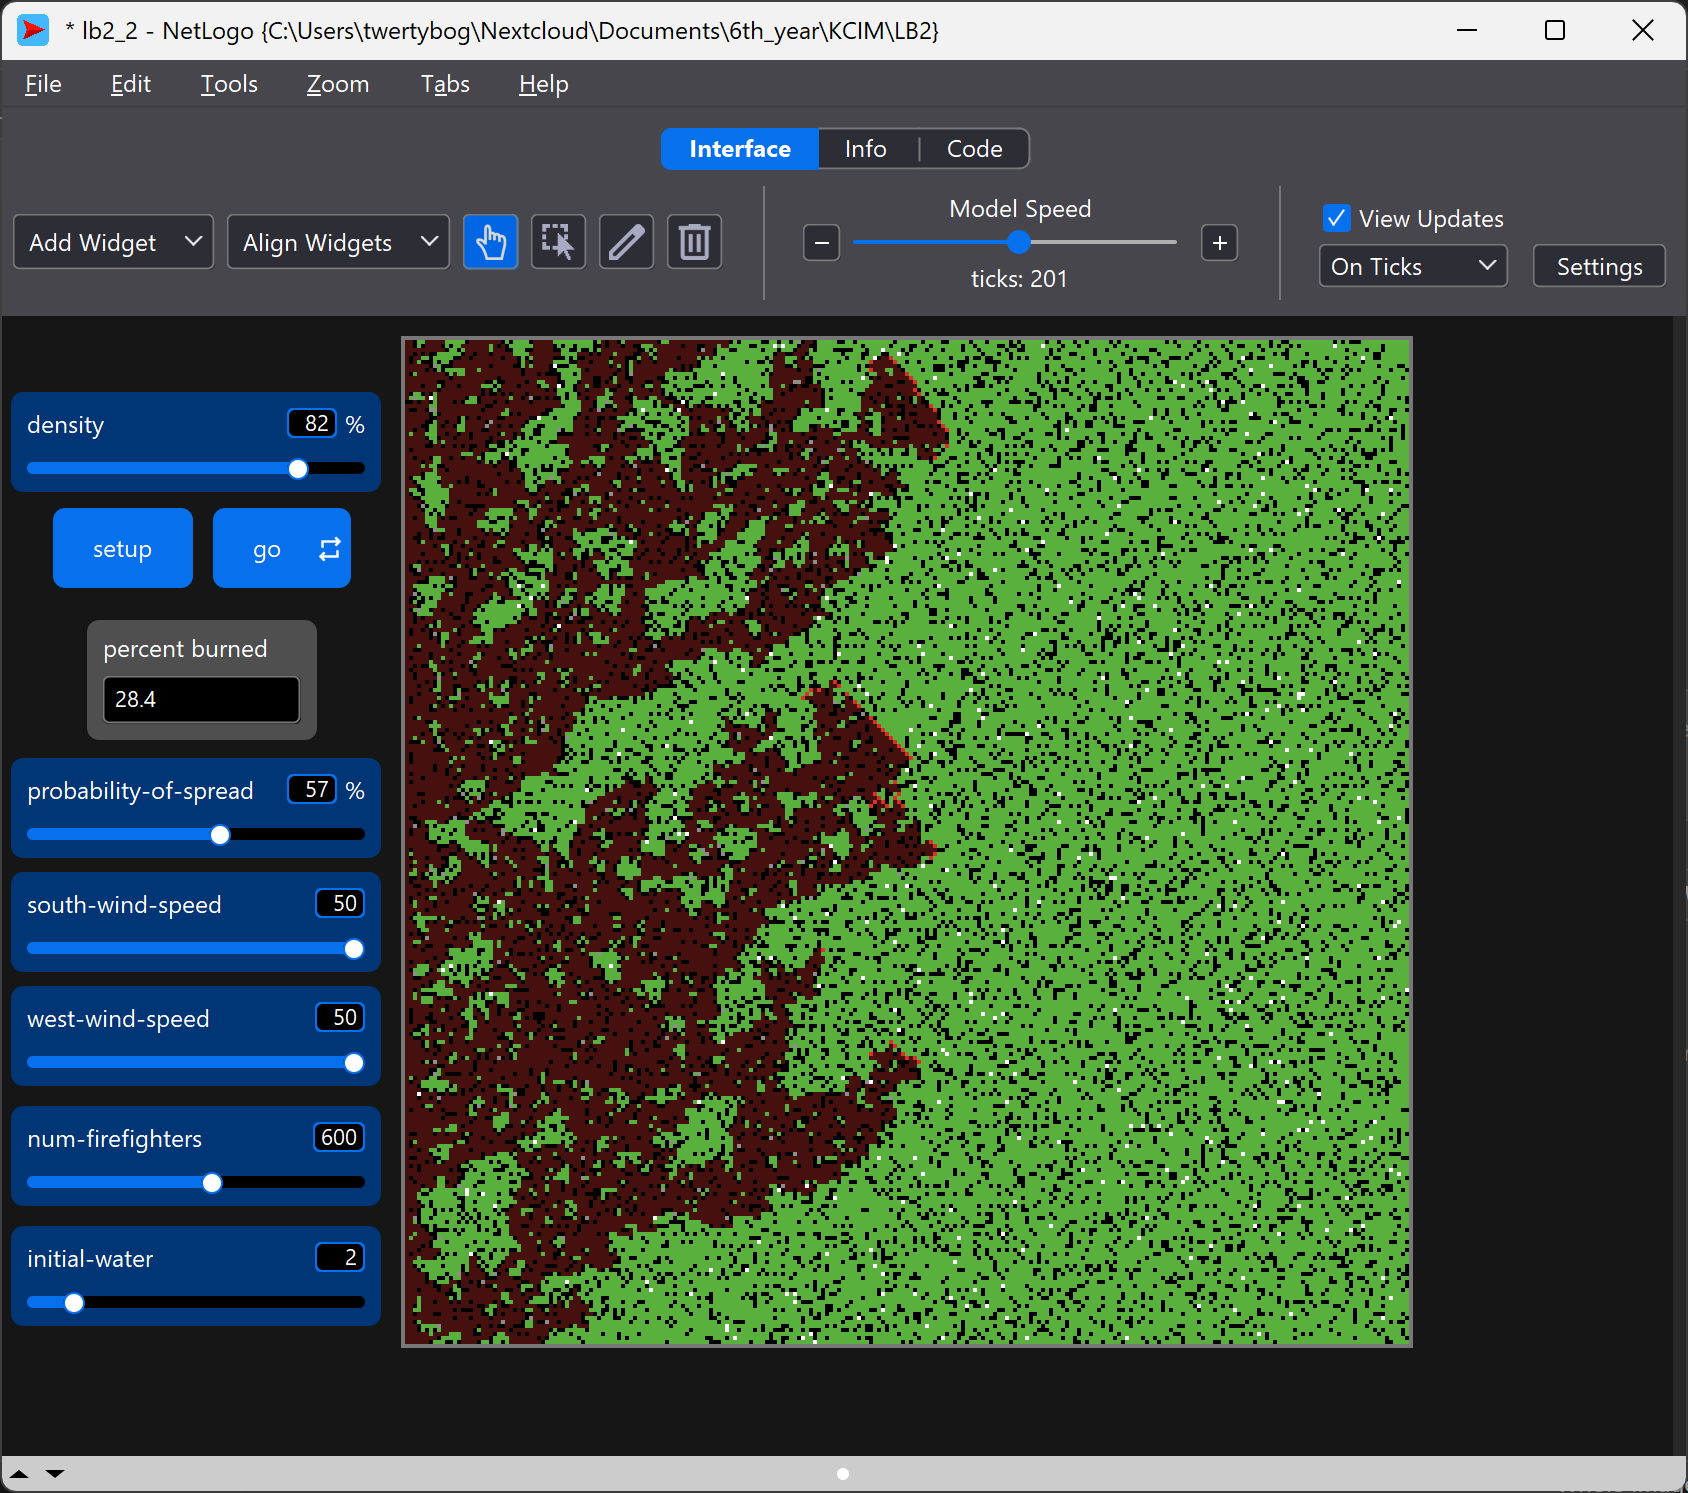 * lb2_2 - NetLogo {C:\Users\twertybog\Nextcloud\Documents\6th_year\KCIM\LB2}
File Edit Tools Zoom Tabs Help
Interface Info Code
Add Widget Align Widgets
Model Speed
ticks: 201
View Updates
On Ticks Settings
density 82 %
setup go
percent burned
28.4
probability-of-spread 57 %
south-wind-speed 50
west-wind-speed 50
num-firefighters 600
initial-water 2